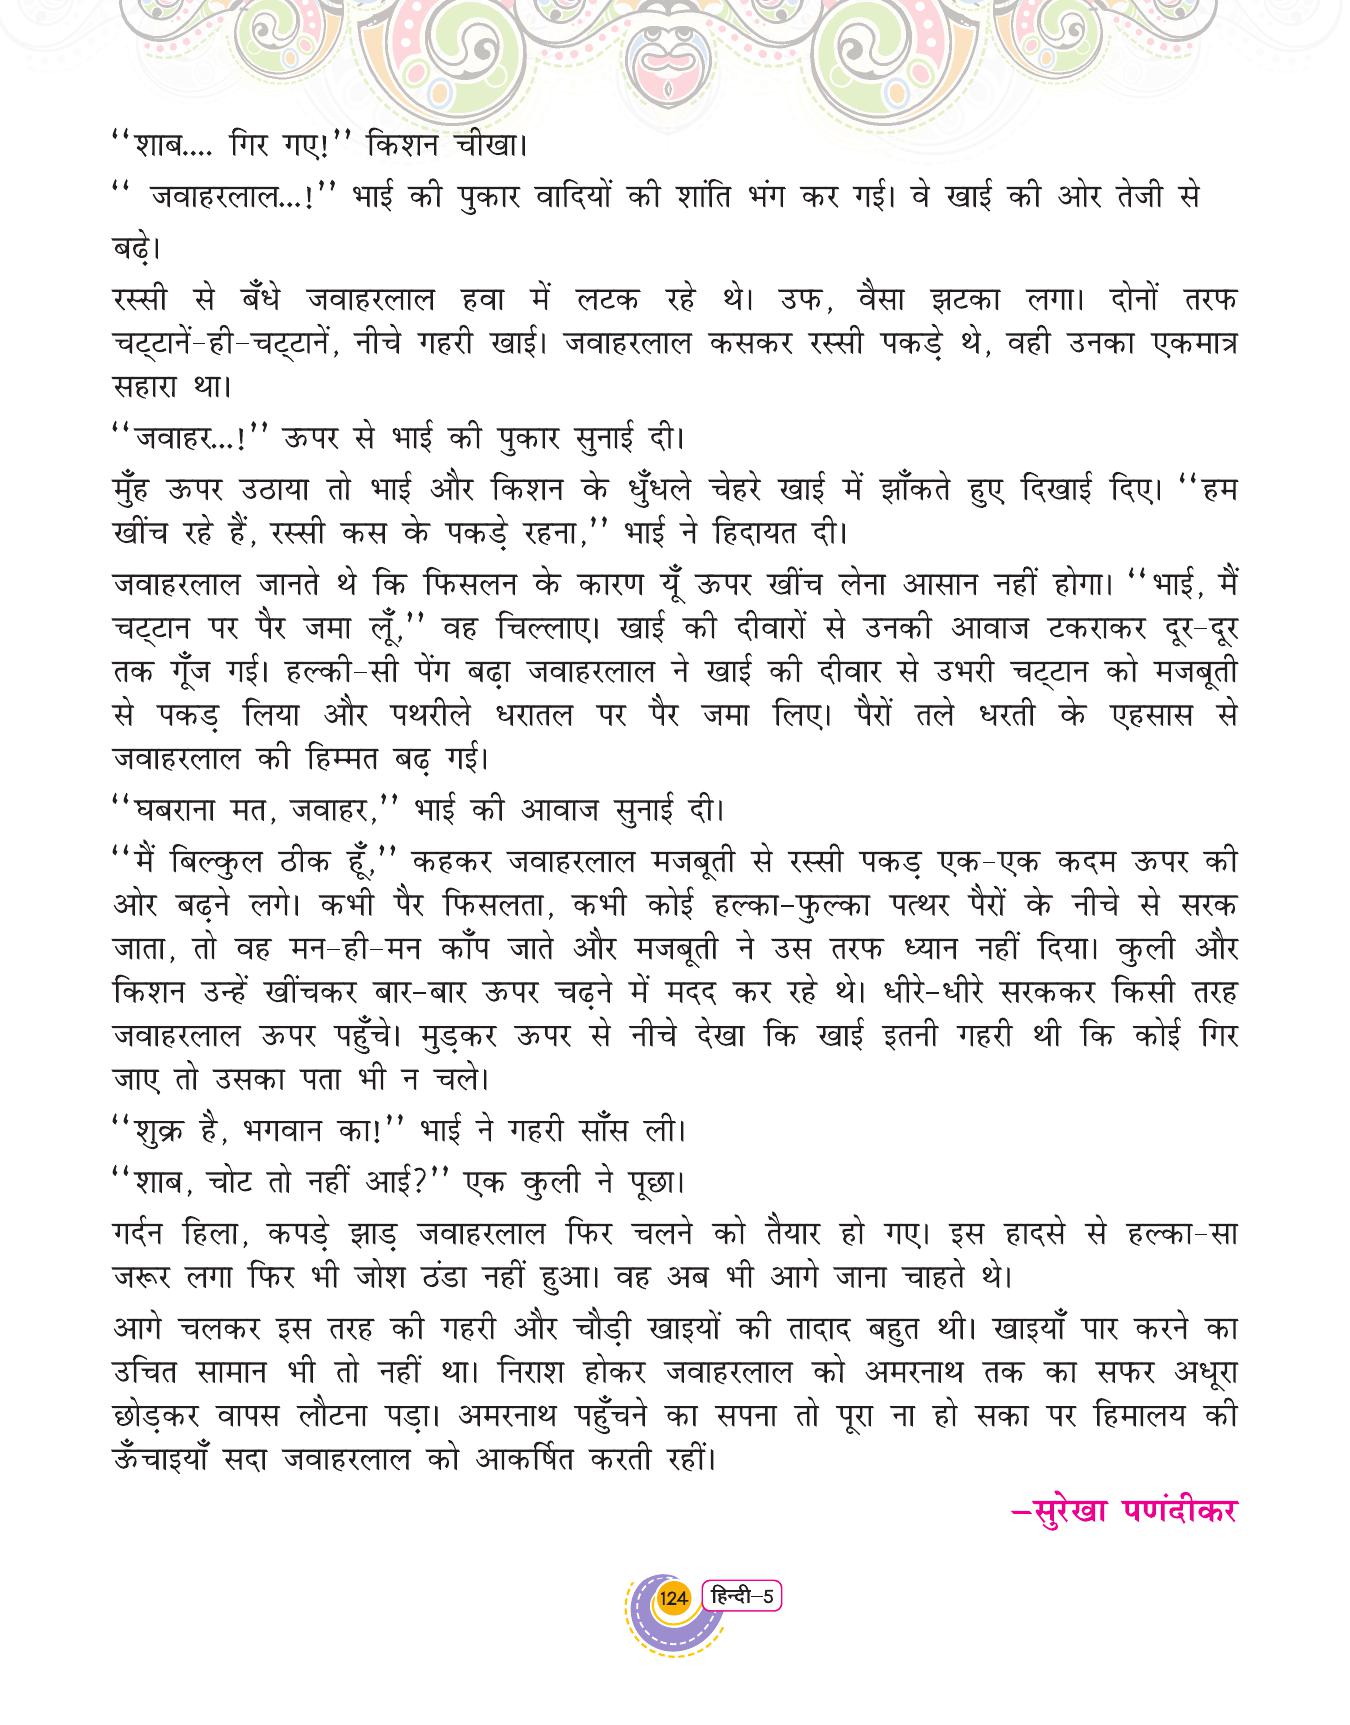 ‘‘शाब.... गिर गए!’’ किशन चीखा।
‘‘ जवाहरलाल...!’’ भाई की पुकार वादियों की शांति भंग कर गई। वे खाई की ओर तेजी से
बढ़े।
रस्सी से बँधे जवाहरलाल हवा में लटक रहे थे। उफ, वैसा झटका लगा। दोनों तरफ
चट्टानें-ही-चट्टानें, नीचे गहरी खाई। जवाहरलाल कसकर रस्सी पकड़े थे, वही उनका एकमात्र
सहारा था।
‘‘जवाहर...!’’ ऊपर से भाई की पुकार सुनाई दी।
मुँह ऊपर उठाया तो भाई और किशन के धुँधले चेहरे खाई में झाँकते हुए दिखाई दिए। ‘‘हम
खींच रहे हैं, रस्सी कस के पकड़े रहना,’’ भाई ने हिदायत दी।
जवाहरलाल जानते थे कि फिसलन के कारण यूँ ऊपर खींच लेना आसान नहीं होगा। ‘‘भाई, मैं
चट्टान पर पैर जमा लूँ,’’ वह चिल्लाए। खाई की दीवारों से उनकी आवाज टकराकर दूर-दूर
तक गूँज गई। हल्की-सी पेंग बढ़ा जवाहरलाल ने खाई की दीवार से उभरी चट्टान को मजबूती
से पकड़ लिया और पथरीले धरातल पर पैर जमा लिए। पैरों तले धरती के एहसास से
जवाहरलाल की हिम्मत बढ़ गई।
‘‘घबराना मत, जवाहर,’’ भाई की आवाज सुनाई दी।
‘‘मैं बिल्कुल ठीक हूँ,’’ कहकर जवाहरलाल मजबूती से रस्सी पकड़ एक-एक कदम ऊपर की
ओर बढ़ने लगे। कभी पैर फिसलता, कभी कोई हल्का-फुल्का पत्थर पैरों के नीचे से सरक
जाता, तो वह मन-ही-मन काँप जाते और मजबूती ने उस तरफ ध्यान नहीं दिया। कुली और
किशन उन्हें खींचकर बार-बार ऊपर चढ़ने में मदद कर रहे थे। धीरे-धीरे सरककर किसी तरह
जवाहरलाल ऊपर पहुँचे। मुड़कर ऊपर से नीचे देखा कि खाई इतनी गहरी थी कि कोई गिर
जाए तो उसका पता भी न चले।
‘‘शुक्र है, भगवान का!’’ भाई ने गहरी साँस ली।
‘‘शाब, चोट तो नहीं आई?’’ एक कुली ने पूछा।
गर्दन हिला, कपड़े झाड़ जवाहरलाल फिर चलने को तैयार हो गए। इस हादसे से हल्का-सा
जरूर लगा फिर भी जोश ठंडा नहीं हुआ। वह अब भी आगे जाना चाहते थे।
आगे चलकर इस तरह की गहरी और चौड़ी खाइयों की तादाद बहुत थी। खाइयाँ पार करने का
उचित सामान भी तो नहीं था। निराश होकर जवाहरलाल को अमरनाथ तक का सफर अधूरा
छोड़कर वापस लौटना पड़ा। अमरनाथ पहुँचने का सपना तो पूरा ना हो सका पर हिमालय की
ऊँचाइयाँ सदा जवाहरलाल को आकर्षित करती रहीं।
–सुरेखा पणंदीकर
124 हिन्दी–5